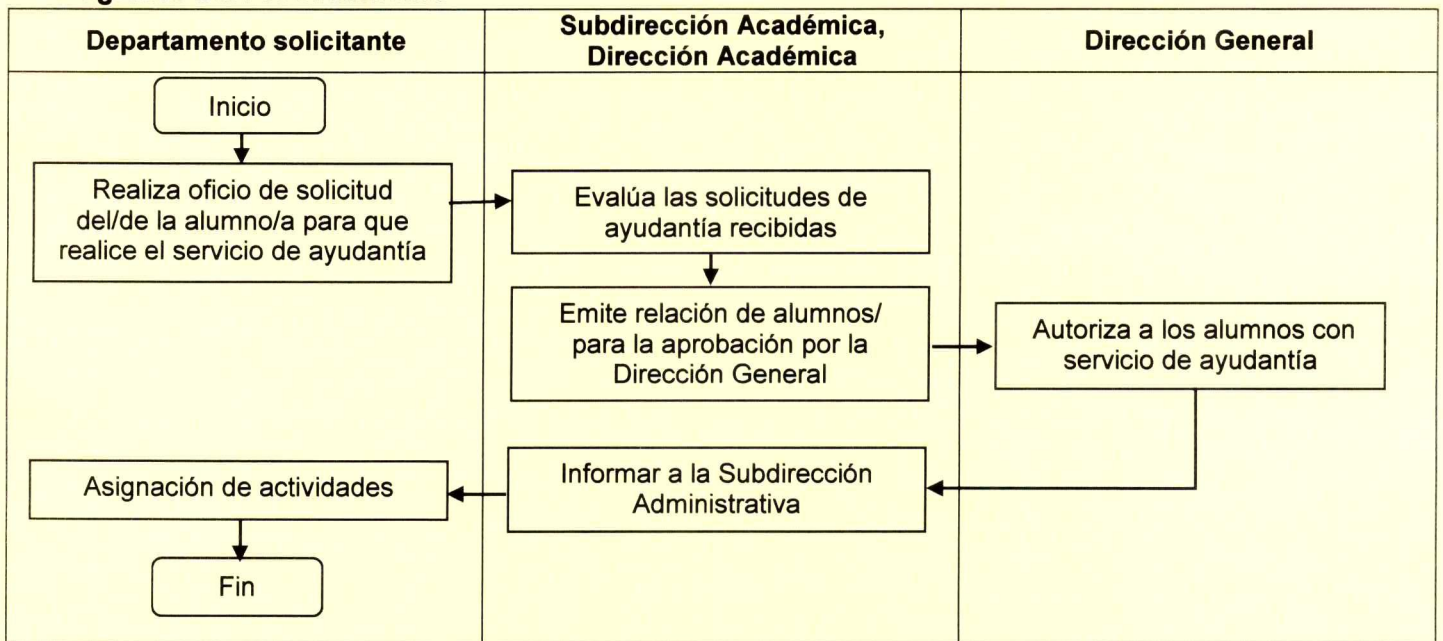 Departamento solicitante
Subdirección Académica,
Dirección Académica
Dirección General
Inicio
Realiza oficio de solicitud
del/de la alumno/a para que
realice el servicio de ayudantía
Evalúa las solicitudes de
ayudantía recibidas
Emite relación de alumnos/
para la aprobación por la
Dirección General
Autoriza a los alumnos con
servicio de ayudantía
Informar a la Subdirección
Administrativa
Asignación de actividades
Fin